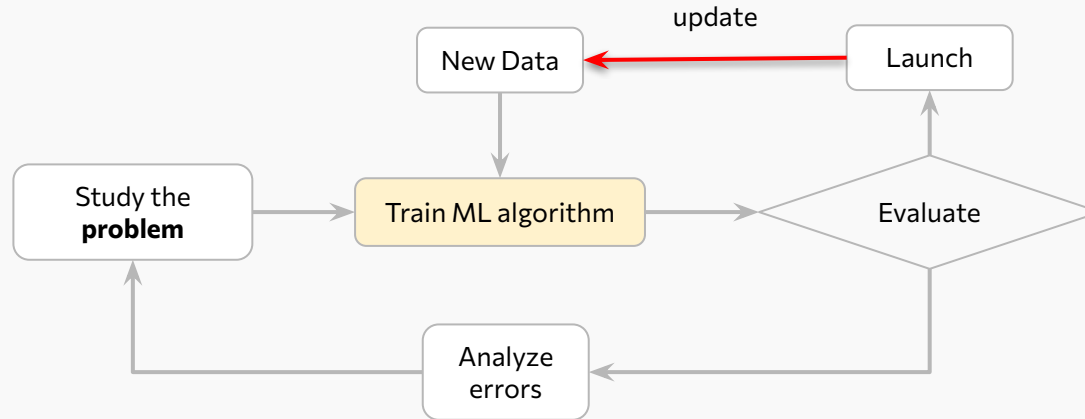 update
New Data
Launch
Study the
problem
Train ML algorithm
Evaluate
Analyze
errors